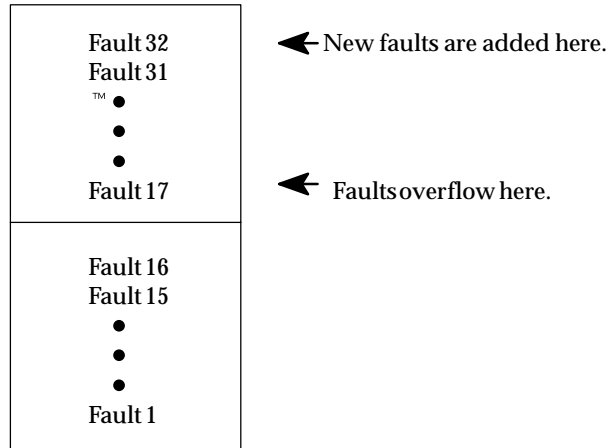 Fault 32
New faults are added here.
Fault 31
™
Fault 17
Faults overflow here.
Fault 16
Fault 15
Fault 1